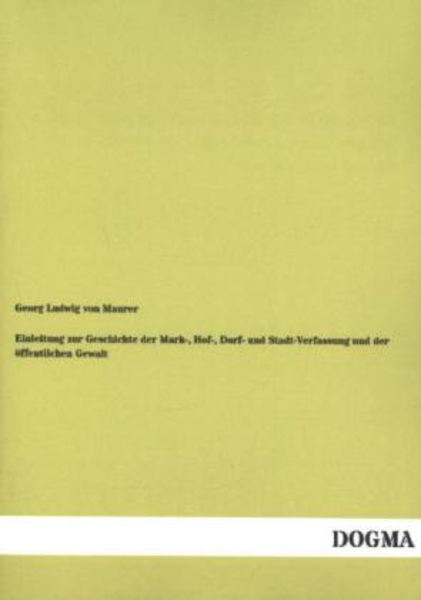 Georg Ludwig von Maurer
Einleitung zur Geschichte der Mark-, Hof-, Dorf- und Stadt-Verfassung und der
öffentlichen Gewalt
DOGMA